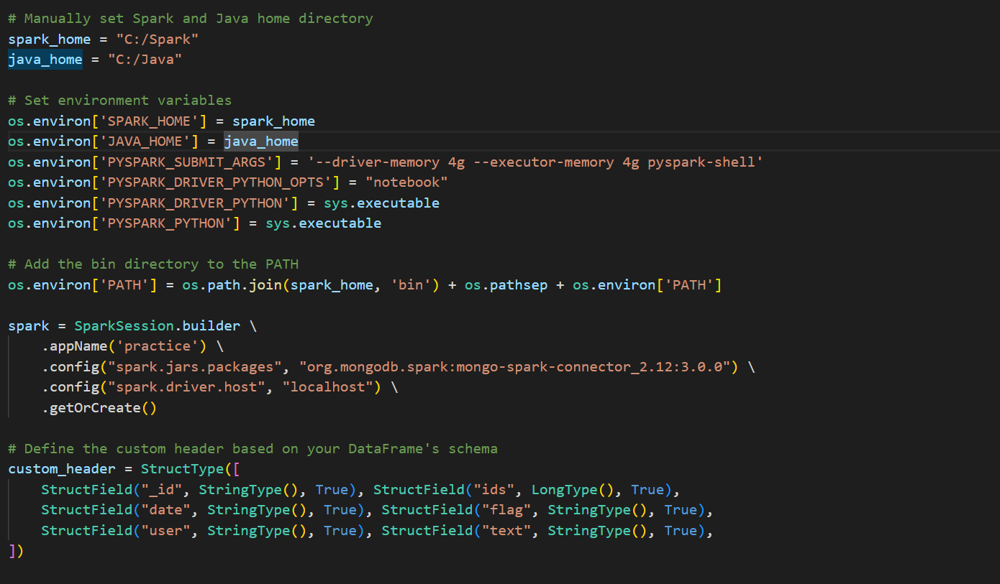 # Manually set Spark and Java home directory
spark_home = "C:/Spark"
java_home = "C:/Java"

# Set environment variables
os.environ['SPARK_HOME'] = spark_home
os.environ['JAVA_HOME'] = java_home
os.environ['PYSPARK_SUBMIT_ARGS'] = '--driver-memory 4g --executor-memory 4g pyspark-shell'
os.environ['PYSPARK_DRIVER_PYTHON_OPTS'] = "notebook"
os.environ['PYSPARK_DRIVER_PYTHON'] = sys.executable
os.environ['PYSPARK_PYTHON'] = sys.executable

# Add the bin directory to the PATH
os.environ['PATH'] = os.path.join(spark_home, 'bin') + os.pathsep + os.environ['PATH']

spark = SparkSession.builder \
    .appName('practice') \
    .config("spark.jars.packages", "org.mongodb.spark:mongo-spark-connector_2.12:3.0.0") \
    .config("spark.driver.host", "localhost") \
    .getOrCreate()

# Define the custom header based on your DataFrame's schema
custom_header = StructType([
    StructField("_id", StringType(), True), StructField("ids", LongType(), True),
    StructField("date", StringType(), True), StructField("flag", StringType(), True),
    StructField("user", StringType(), True), StructField("text", StringType(), True),
])